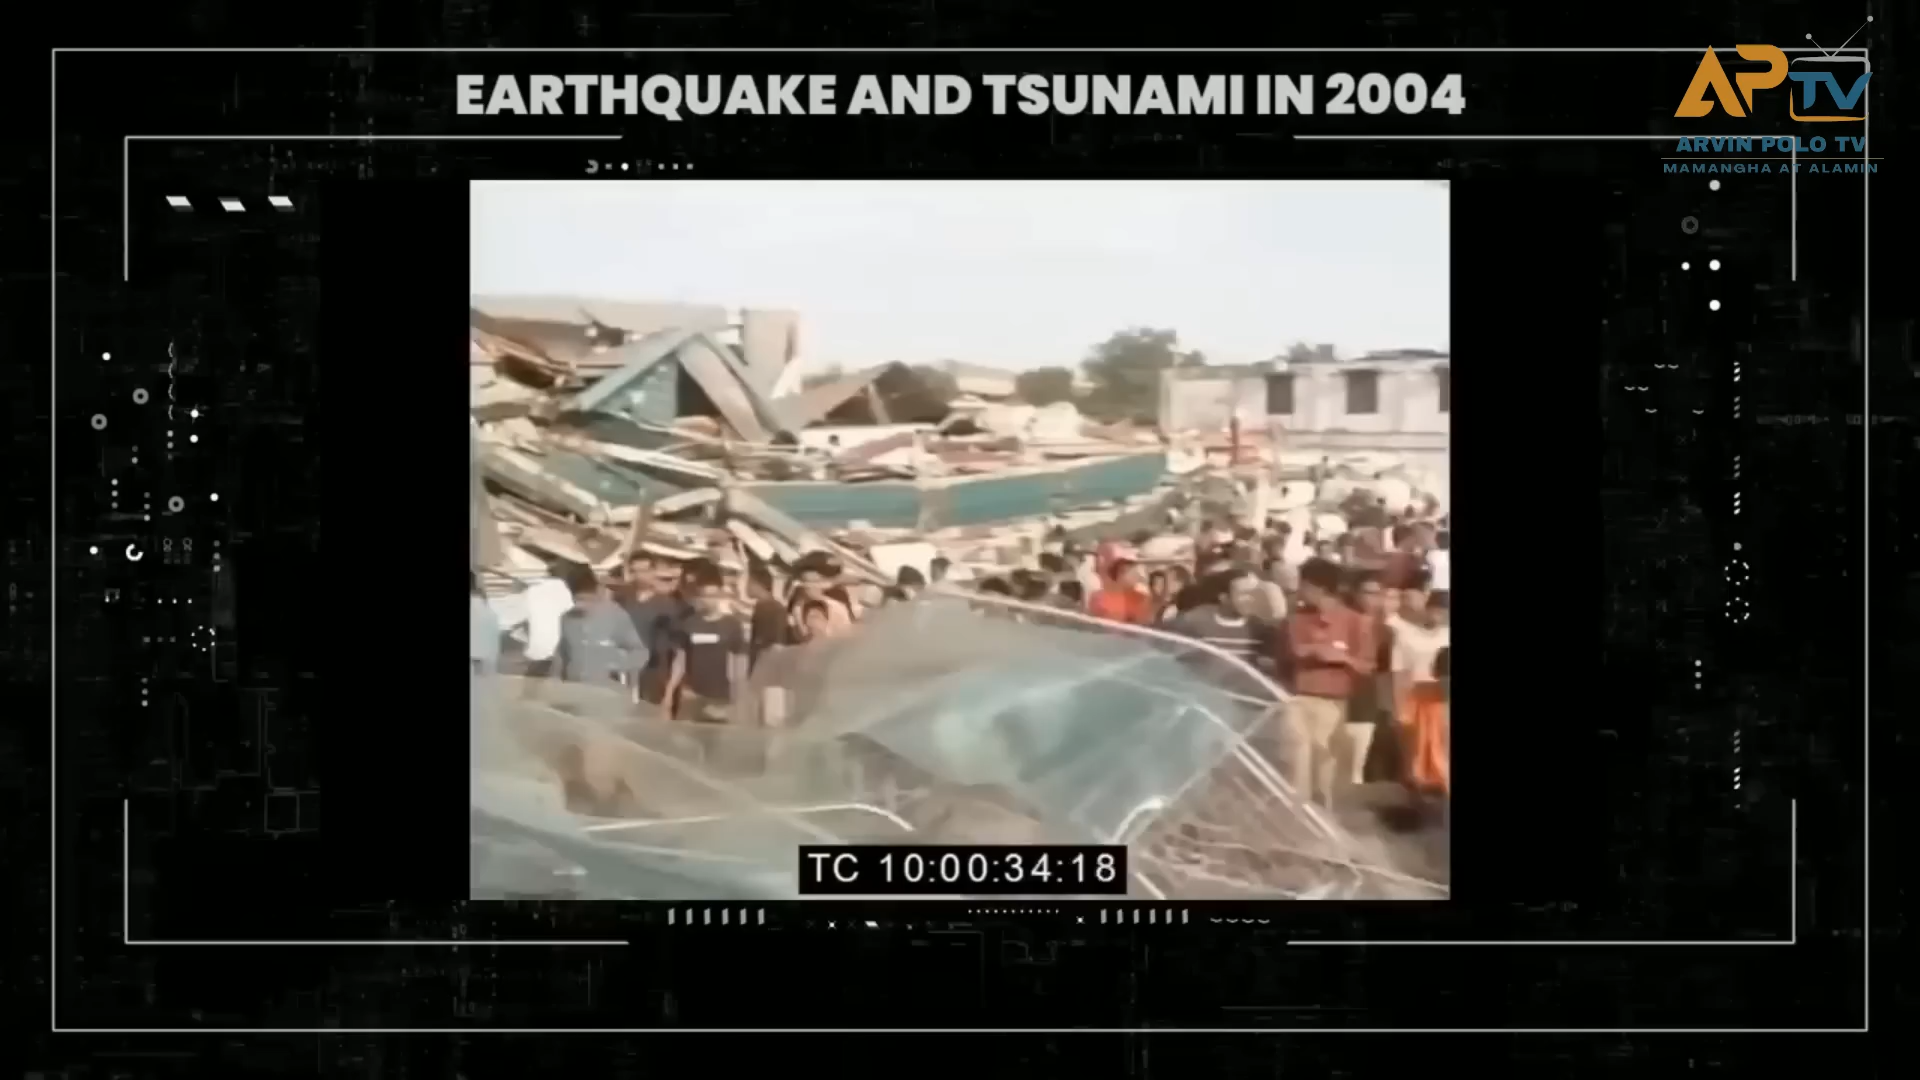 EARTHQUAKE AND TSUNAMI IN 2004
APTV
ARVIN POLO TV
MAMANGHA AT ALAMIN
TC 10:00:34:18